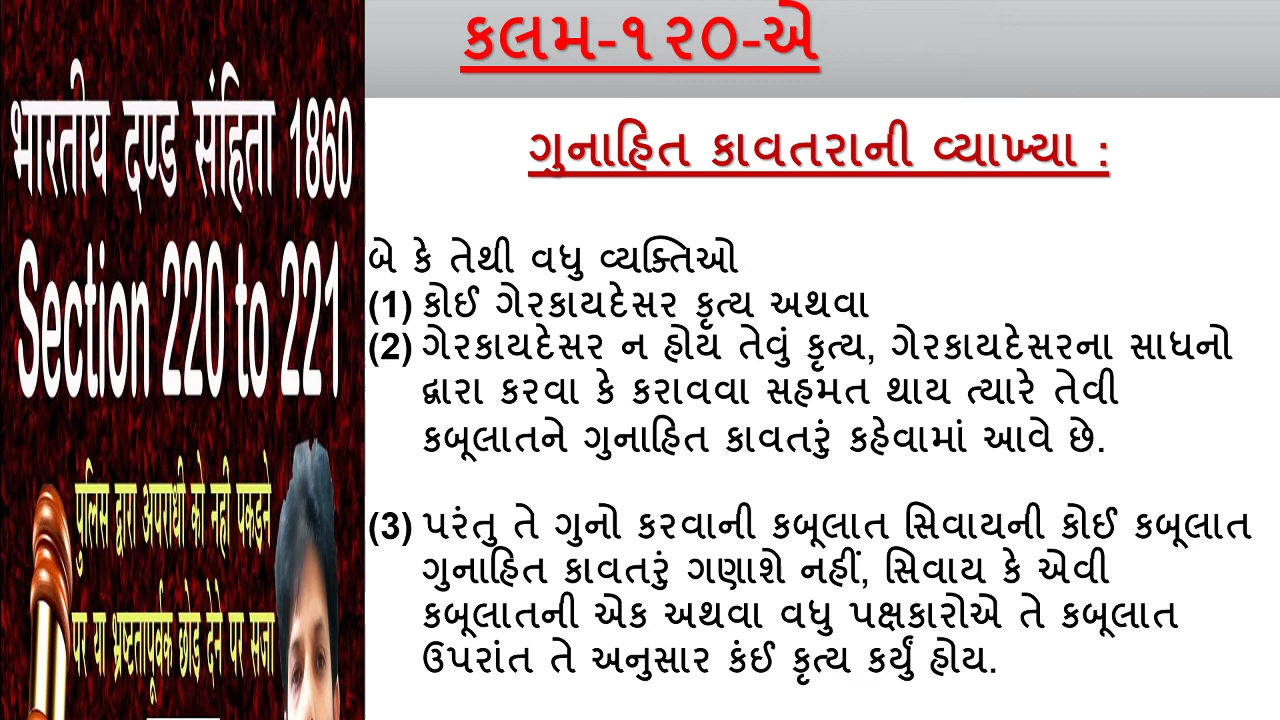 કલમ-૧૨૦-એ
ગુનાહિત કાવતરાની વ્યાખ્યા :
બે કે તેથી વધુ વ્યક્તિઓ
(1) કોઈ ગેરકાયદેસર કૃત્ય અથવા
(2) ગેરકાયદેસર ન હોય તેવું કૃત્ય, ગેરકાયદેસરના સાધનો
દ્વારા કરવા કે કરાવવા સહમત થાય ત્યારે તેવી
કબૂલાતને ગુનાહિત કાવતરું કહેવામાં આવે છે.
(3) પરંતુ તે ગુનો કરવાની કબૂલાત સિવાયની કોઈ કબૂલાત
ગુનાહિત કાવતરું ગણાશે નહીં, સિવાય કે એવી
કબૂલાતની એક અથવા વધુ પક્ષકારોએ તે કબૂલાત
ઉપરાંત તે અનુસાર કંઈ કૃત્ય કર્યું હોય.
भारतीय दण्ड संहिता 1860
Section 220 to 221
पुलिस द्वारा अपराधी को नही पकड़ने
पर या भ्रष्टतापूर्वक छोड़ देने पर सजा